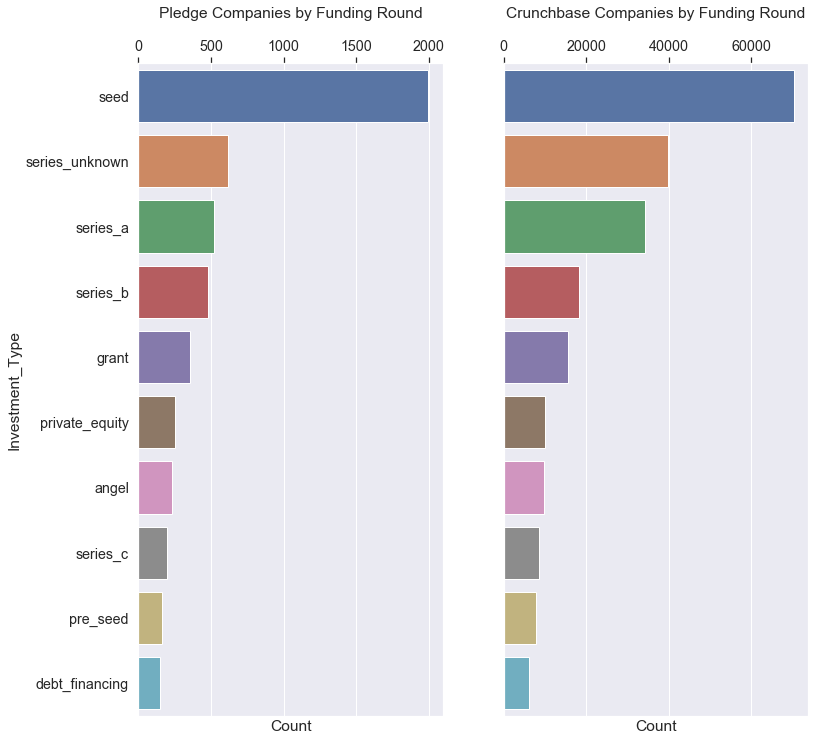 Pledge Companies by Funding Round
Crunchbase Companies by Funding Round
0 500 1000 1500 2000
0 20000 40000 60000
seed
series_unknown
series_a
series_b
grant
private_equity
angel
series_c
pre_seed
debt_financing
Investment_Type
Count
Count